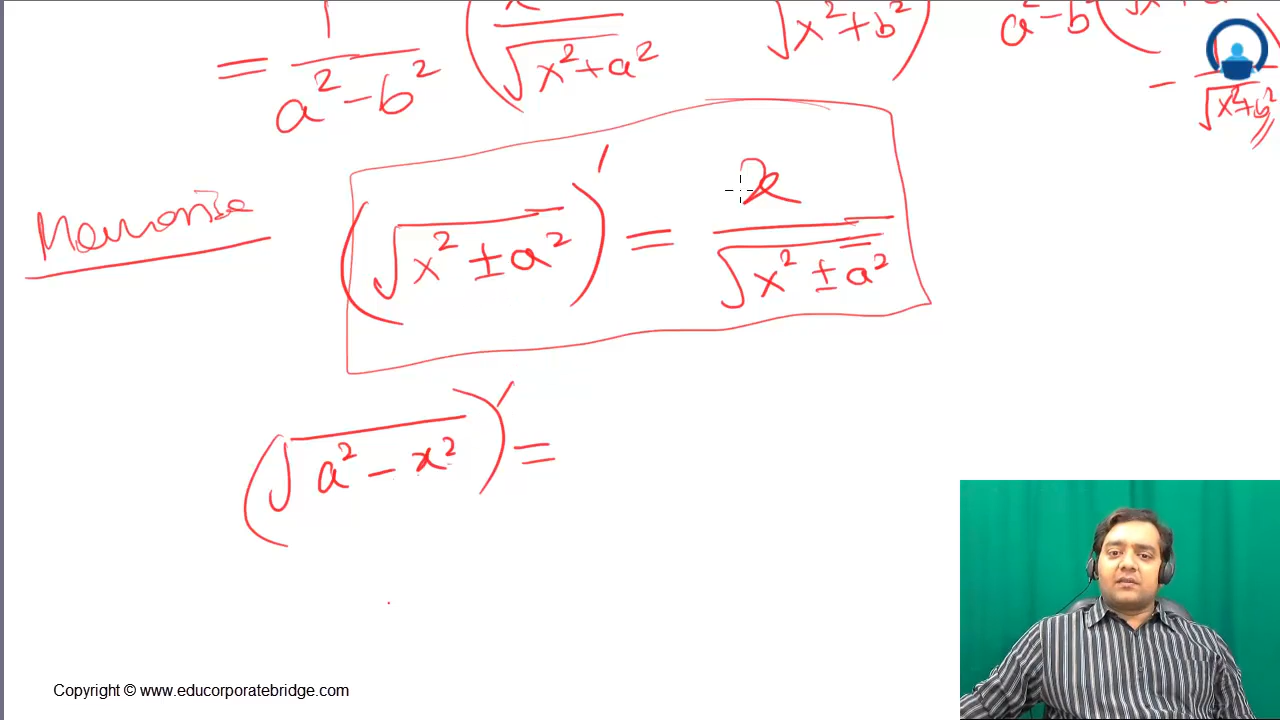 = 1/(a² - b²) ( x/√(x² + a²) √(x² + b²) ) a² - b² ( - √(x² + b²)
Memorize (√(x² ± a²))′ = x/√(x² ± a²)
(√(a² - x²))′ =
Copyright © www.educorporatebridge.com